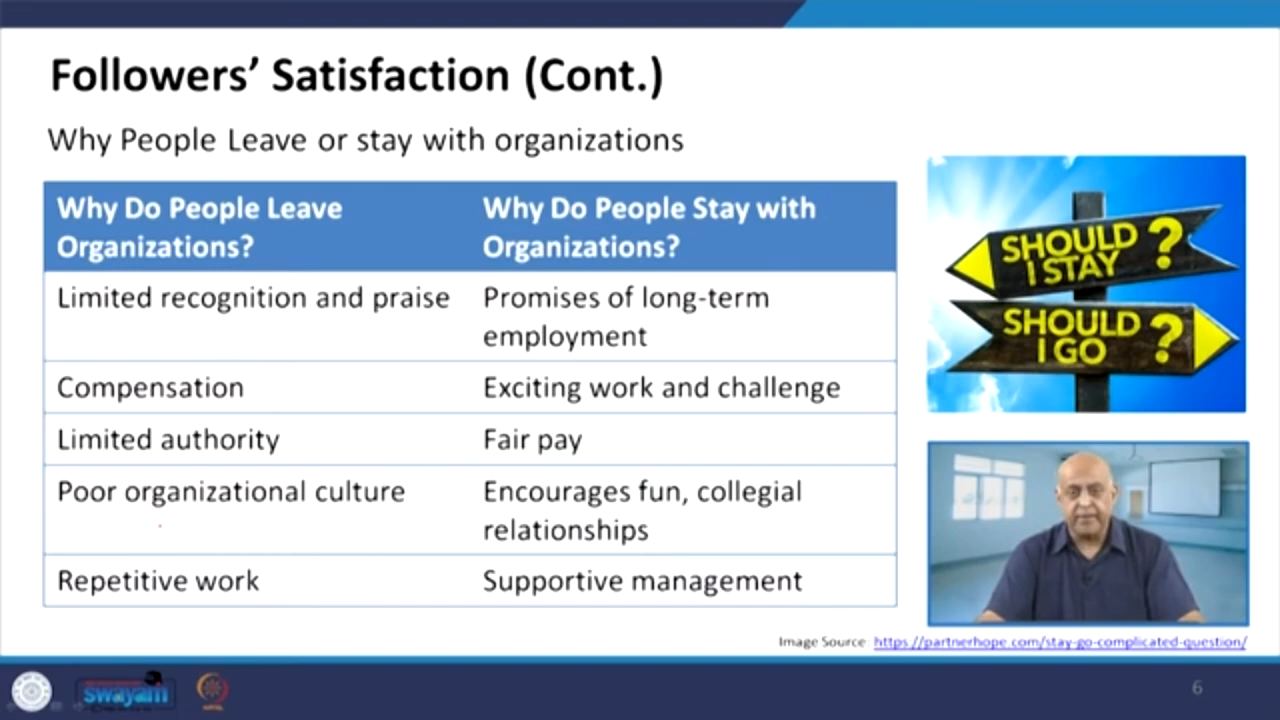 Followers' Satisfaction (Cont.)
Why People Leave or stay with organizations
Why Do People Leave
Organizations?
Why Do People Stay with
Organizations?
Limited recognition and praise
Promises of long-term
employment
Compensation
Exciting work and challenge
Limited authority
Fair pay
Poor organizational culture
Encourages fun, collegial
relationships
Repetitive work
Supportive management
SHOULD
I STAY ?
SHOULD
I GO ?
Image Source https://partnerhope.com/stay-go-complicated-question/
swayam
6